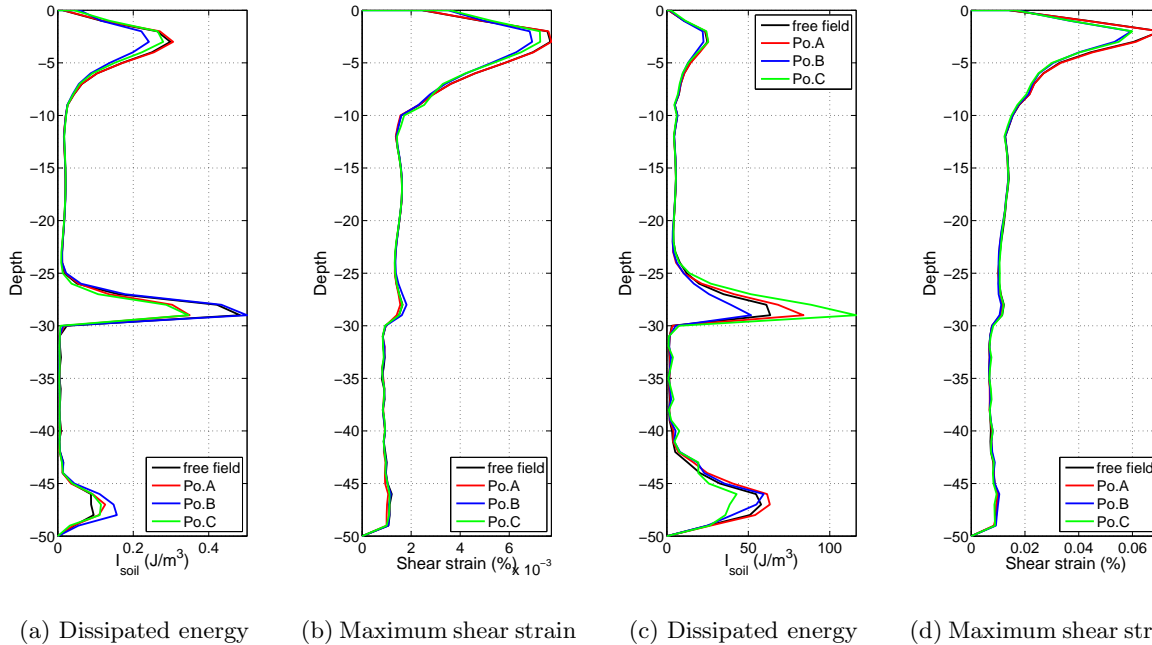 0
−5
−10
−15
−20
−25
−30
−35
−40
−45
−50
Depth
0 0.2 0.4
I_soil (J/m³)
free field
Po.A
Po.B
Po.C
(a) Dissipated energy
0
−5
−10
−15
−20
−25
−30
−35
−40
−45
−50
Depth
0 2 4 6
x 10⁻³
Shear strain (%)
(b) Maximum shear strain
0
−5
−10
−15
−20
−25
−30
−35
−40
−45
−50
Depth
0 50 100
I_soil (J/m³)
free field
Po.A
Po.B
Po.C
(c) Dissipated energy
0
−5
−10
−15
−20
−25
−30
−35
−40
−45
−50
Depth
0 0.02 0.04 0.06
Shear strain (%)
free field
Po.A
Po.B
Po.C
(d) Maximum shear str